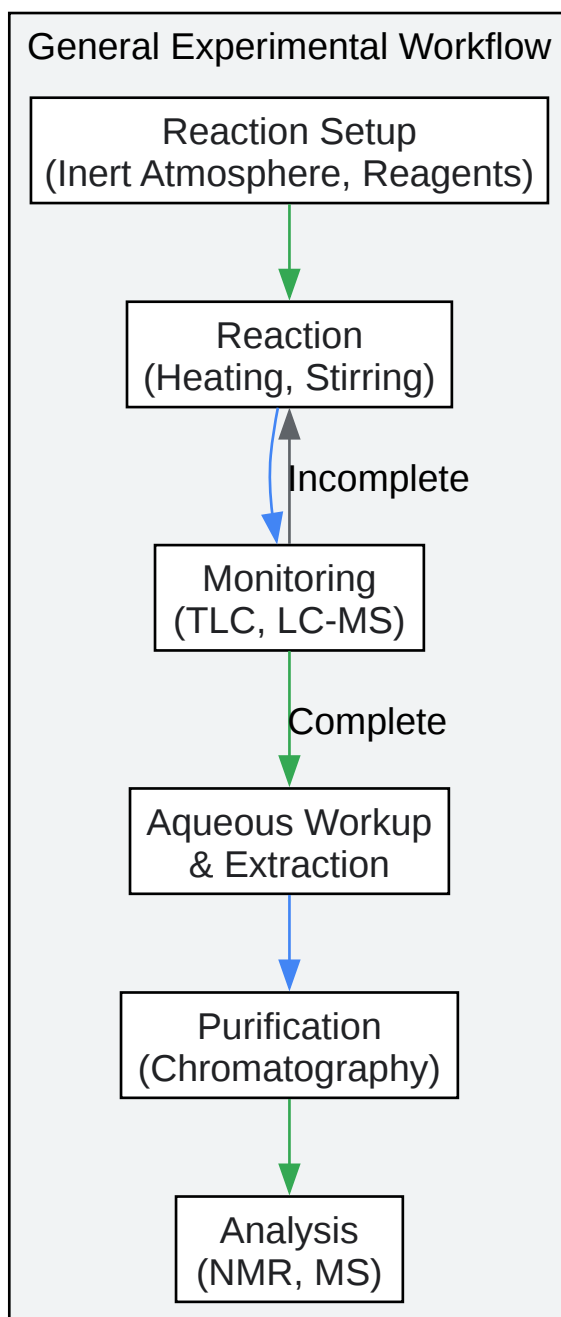 General Experimental Workflow
Reaction Setup
(Inert Atmosphere, Reagents)
Reaction
(Heating, Stirring)
Incomplete
Monitoring
(TLC, LC-MS)
Complete
Aqueous Workup
& Extraction
Purification
(Chromatography)
Analysis
(NMR, MS)